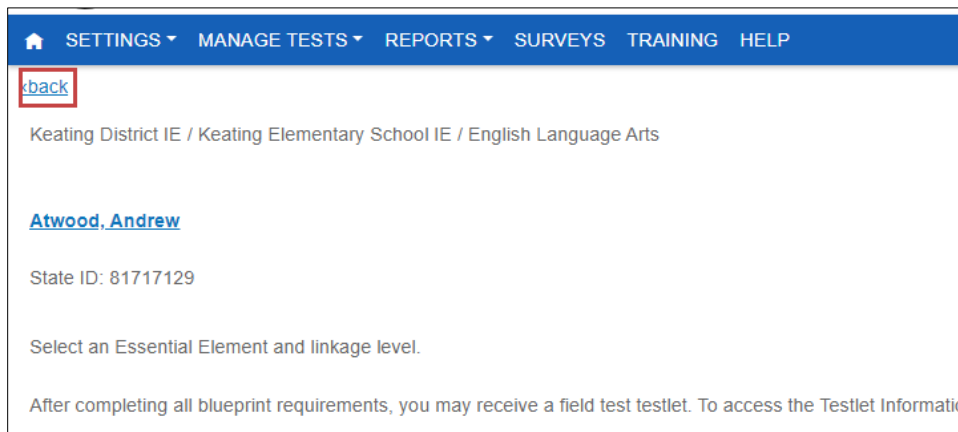 SETTINGS MANAGE TESTS REPORTS SURVEYS TRAINING HELP
‹back
Keating District IE / Keating Elementary School IE / English Language Arts
Atwood, Andrew
State ID: 81717129
Select an Essential Element and linkage level.
After completing all blueprint requirements, you may receive a field test testlet. To access the Testlet